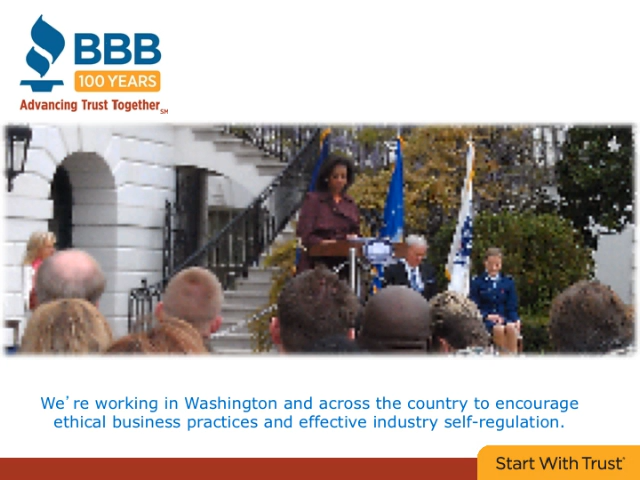 BBB
100 YEARS
Advancing Trust Together℠
We're working in Washington and across the country to encourage
ethical business practices and effective industry self-regulation.
Start With Trust®